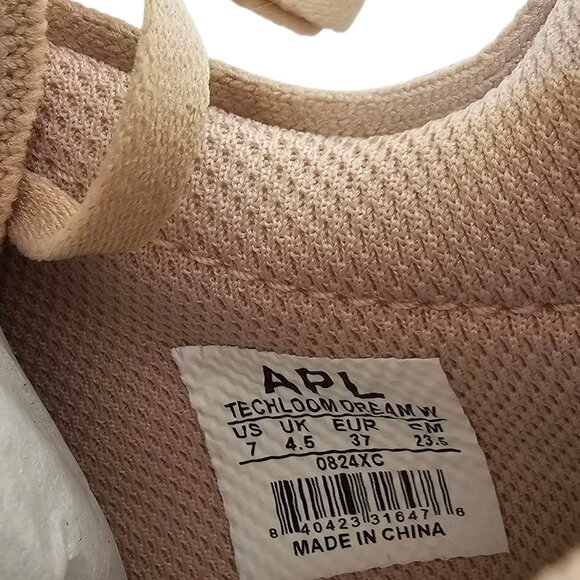 APL
TECHLOOM DREAM W
US UK EUR CM
7 4.5 37 23.5
0824XC
8 40423 31647 6
MADE IN CHINA